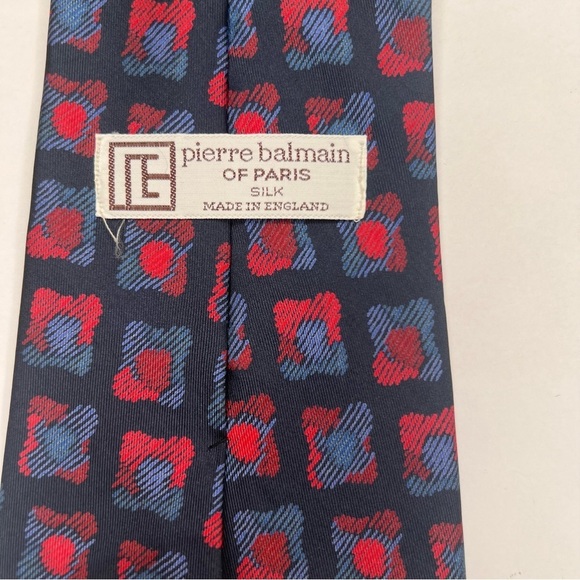 pierre balmain
OF PARIS
SILK
MADE IN ENGLAND